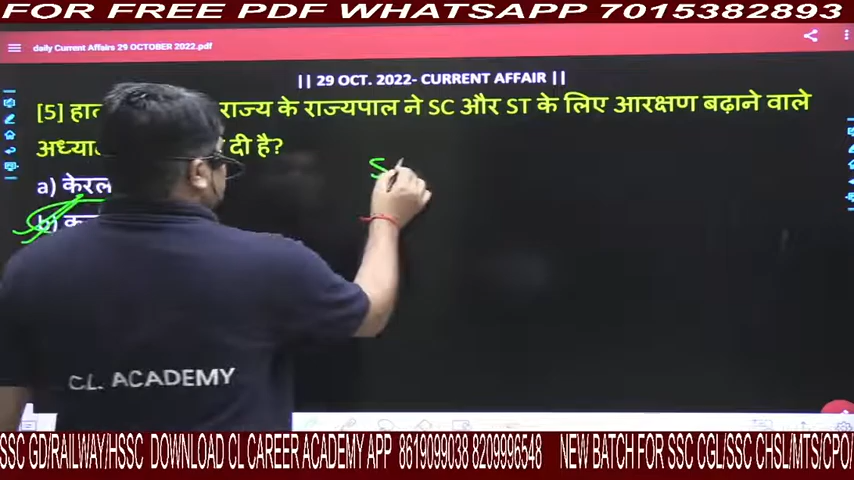 FOR FREE PDF WHATSAPP 7015382893
daily Current Affairs 29 OCTOBER 2022.pdf
|| 29 OCT. 2022- CURRENT AFFAIR ||
[5] राज्य के राज्यपाल ने SC और ST के लिए आरक्षण बढ़ाने वाले
दी है?
a) केरल
b)
S
C.L. ACADEMY
SSC GD/RAILWAY/HSSC DOWNLOAD CL CAREER ACADEMY APP 8619099038 8209996548 NEW BATCH FOR SSC CGL/SSC CHSL/MTS/CPO/